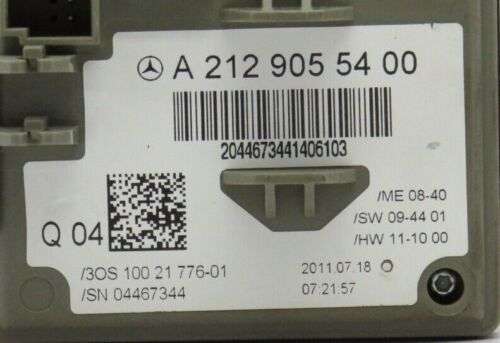 A 212 905 54 00
2044673441406103
Q 04
/ME 08-40
/SW 09-44 01
/HW 11-10 00
/3OS 100 21 776-01
/SN 04467344
2011.07.18
07:21:57